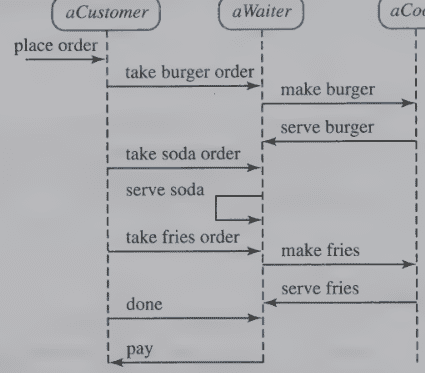 aCustomer
aWaiter
place order
take burger order
make burger
serve burger
take soda order
serve soda
take fries order
make fries
serve fries
done
pay